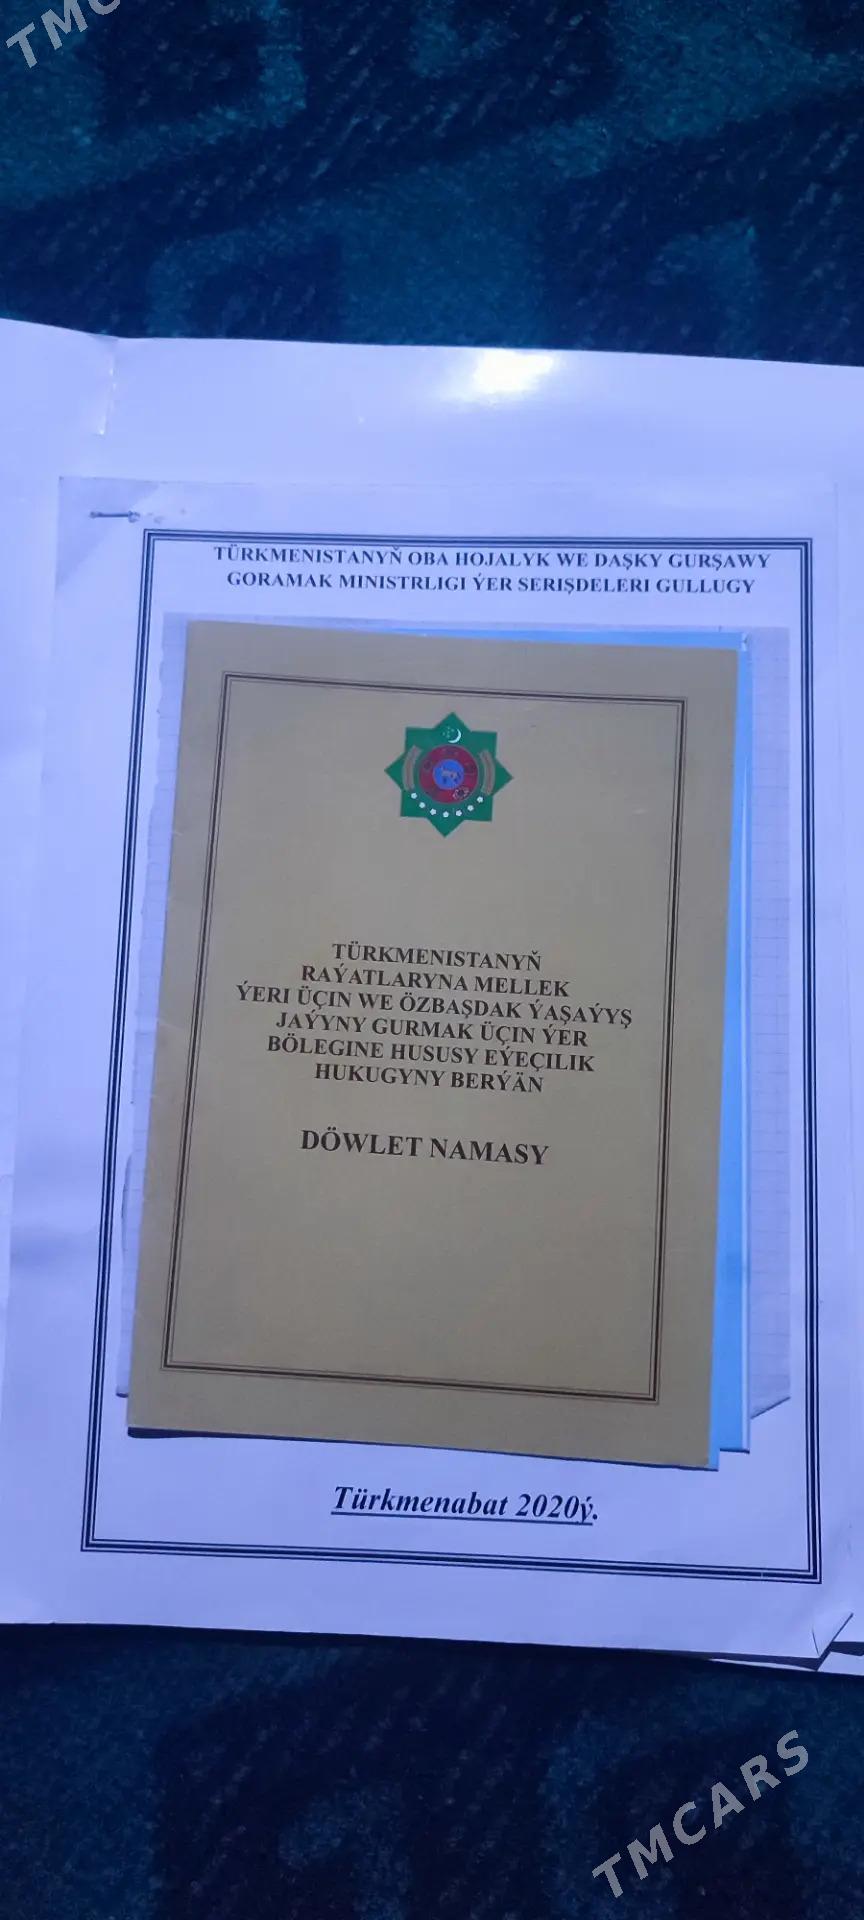 TMC
TÜRKMENISTANYŇ OBA HOJALYK WE DAŞKY GURŞAWY
GORAMAK MINISTRLIGI ÝER SERIŞDELERI GULLUGY
TÜRKMENISTANYŇ
RAÝATLARYNA MELLEK
ÝERI ÜÇIN WE ÖZBAŞDAK ÝAŞAÝYŞ
JAÝYNY GURMAK ÜÇIN ÝER
BÖLEGINE HUSUSY EÝEÇILIK
HUKUGYNY BERÝÄN
DÖWLET NAMASY
Türkmenabat 2020ý.
TMCARS